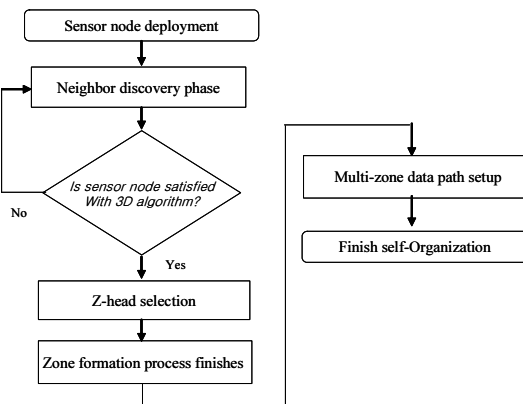 Sensor node deployment
Neighbor discovery phase
Is sensor node satisfied
With 3D algorithm?
No
Yes
Z-head selection
Zone formation process finishes
Multi-zone data path setup
Finish self-Organization